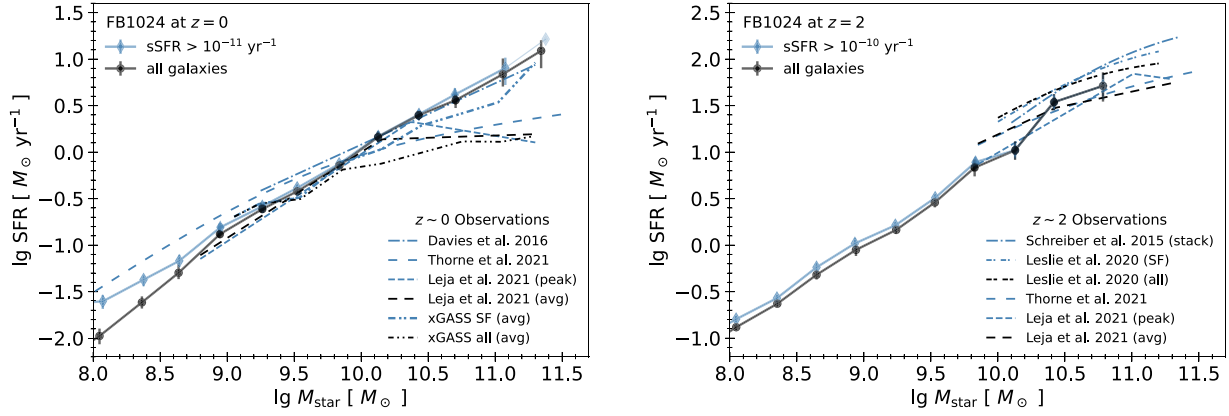 FB1024 at z = 0
sSFR > 10⁻¹¹ yr⁻¹
all galaxies
lg SFR [ M⊙ yr⁻¹]
1.5
1.0
0.5
0.0
−0.5
−1.0
−1.5
−2.0
z ~ 0 Observations
Davies et al. 2016
Thorne et al. 2021
Leja et al. 2021 (peak)
Leja et al. 2021 (avg)
xGASS SF (avg)
xGASS all (avg)
8.0 8.5 9.0 9.5 10.0 10.5 11.0 11.5
lg Mstar [ M⊙]
FB1024 at z = 2
sSFR > 10⁻¹⁰ yr⁻¹
all galaxies
lg SFR [ M⊙ yr⁻¹]
2.5
2.0
1.5
1.0
0.5
0.0
−0.5
−1.0
z ~ 2 Observations
Schreiber et al. 2015 (stack)
Leslie et al. 2020 (SF)
Leslie et al. 2020 (all)
Thorne et al. 2021
Leja et al. 2021 (peak)
Leja et al. 2021 (avg)
8.0 8.5 9.0 9.5 10.0 10.5 11.0 11.5
lg Mstar [ M⊙]